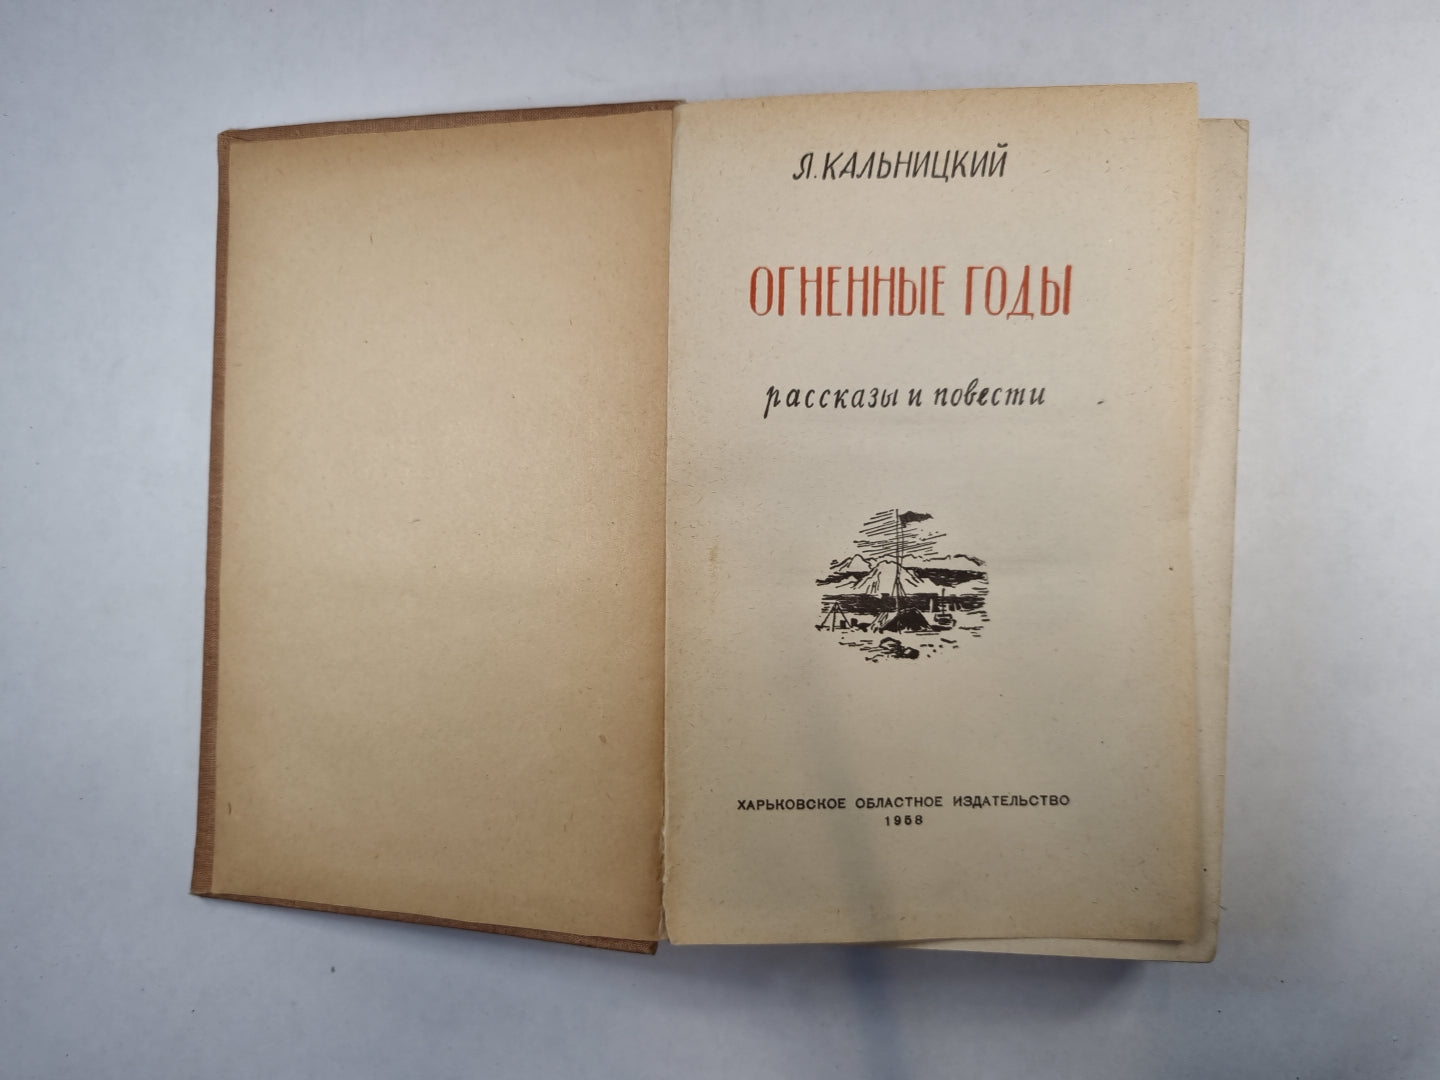 Я. КАЛЬНИЦКИЙ
ОГНЕННЫЕ ГОДЫ
рассказы и повести
ХАРЬКОВСКОЕ ОБЛАСТНОЕ ИЗДАТЕЛЬСТВО
1958